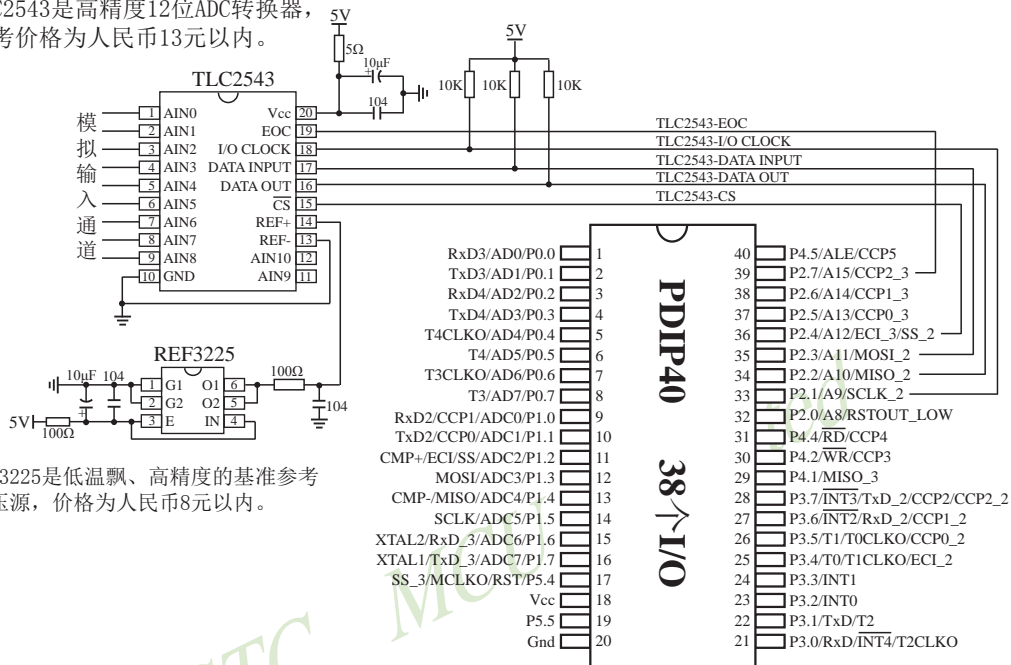 C2543是高精度12位ADC转换器，
考价格为人民币13元以内。
5V
5Ω
10μF
+
104
5V
10K
10K
10K
TLC2543
模
拟
输
入
通
道
1 AIN0 Vcc 20
2 AIN1 EOC 19
3 AIN2 I/O CLOCK 18
4 AIN3 DATA INPUT 17
5 AIN4 DATA OUT 16
6 AIN5 CS 15
7 AIN6 REF+ 14
8 AIN7 REF- 13
9 AIN8 AIN10 12
10 GND AIN9 11
TLC2543-EOC
TLC2543-I/O CLOCK
TLC2543-DATA INPUT
TLC2543-DATA OUT
TLC2543-CS
REF3225
10μF 104
1 G1 O1 6
2 G2 O2 5
3 E IN 4
+
5V
100Ω
100Ω
104
3225是低温飘、高精度的基准参考
压源，价格为人民币8元以内。
PDIP40
38个I/O
RxD3/AD0/P0.0 1 40 P4.5/ALE/CCP5
TxD3/AD1/P0.1 2 39 P2.7/A15/CCP2_3
RxD4/AD2/P0.2 3 38 P2.6/A14/CCP1_3
TxD4/AD3/P0.3 4 37 P2.5/A13/CCP0_3
T4CLKO/AD4/P0.4 5 36 P2.4/A12/ECI_3/SS_2
T4/AD5/P0.5 6 35 P2.3/A11/MOSI_2
T3CLKO/AD6/P0.6 7 34 P2.2/A10/MISO_2
T3/AD7/P0.7 8 33 P2.1/A9/SCLK_2
RxD2/CCP1/ADC0/P1.0 9 32 P2.0/A8/RSTOUT_LOW
TxD2/CCP0/ADC1/P1.1 10 31 P4.4/RD/CCP4
CMP+/ECI/SS/ADC2/P1.2 11 30 P4.2/WR/CCP3
MOSI/ADC3/P1.3 12 29 P4.1/MISO_3
CMP-/MISO/ADC4/P1.4 13 28 P3.7/INT3/TxD_2/CCP2/CCP2_2
SCLK/ADC5/P1.5 14 27 P3.6/INT2/RxD_2/CCP1_2
XTAL2/RxD_3/ADC6/P1.6 15 26 P3.5/T1/T0CLKO/CCP0_2
XTAL1/TxD_3/ADC7/P1.7 16 25 P3.4/T0/T1CLKO/ECI_2
SS_3/MCLKO/RST/P5.4 17 24 P3.3/INT1
Vcc 18 23 P3.2/INT0
P5.5 19 22 P3.1/TxD/T2
Gnd 20 21 P3.0/RxD/INT4/T2CLKO
STC MCU